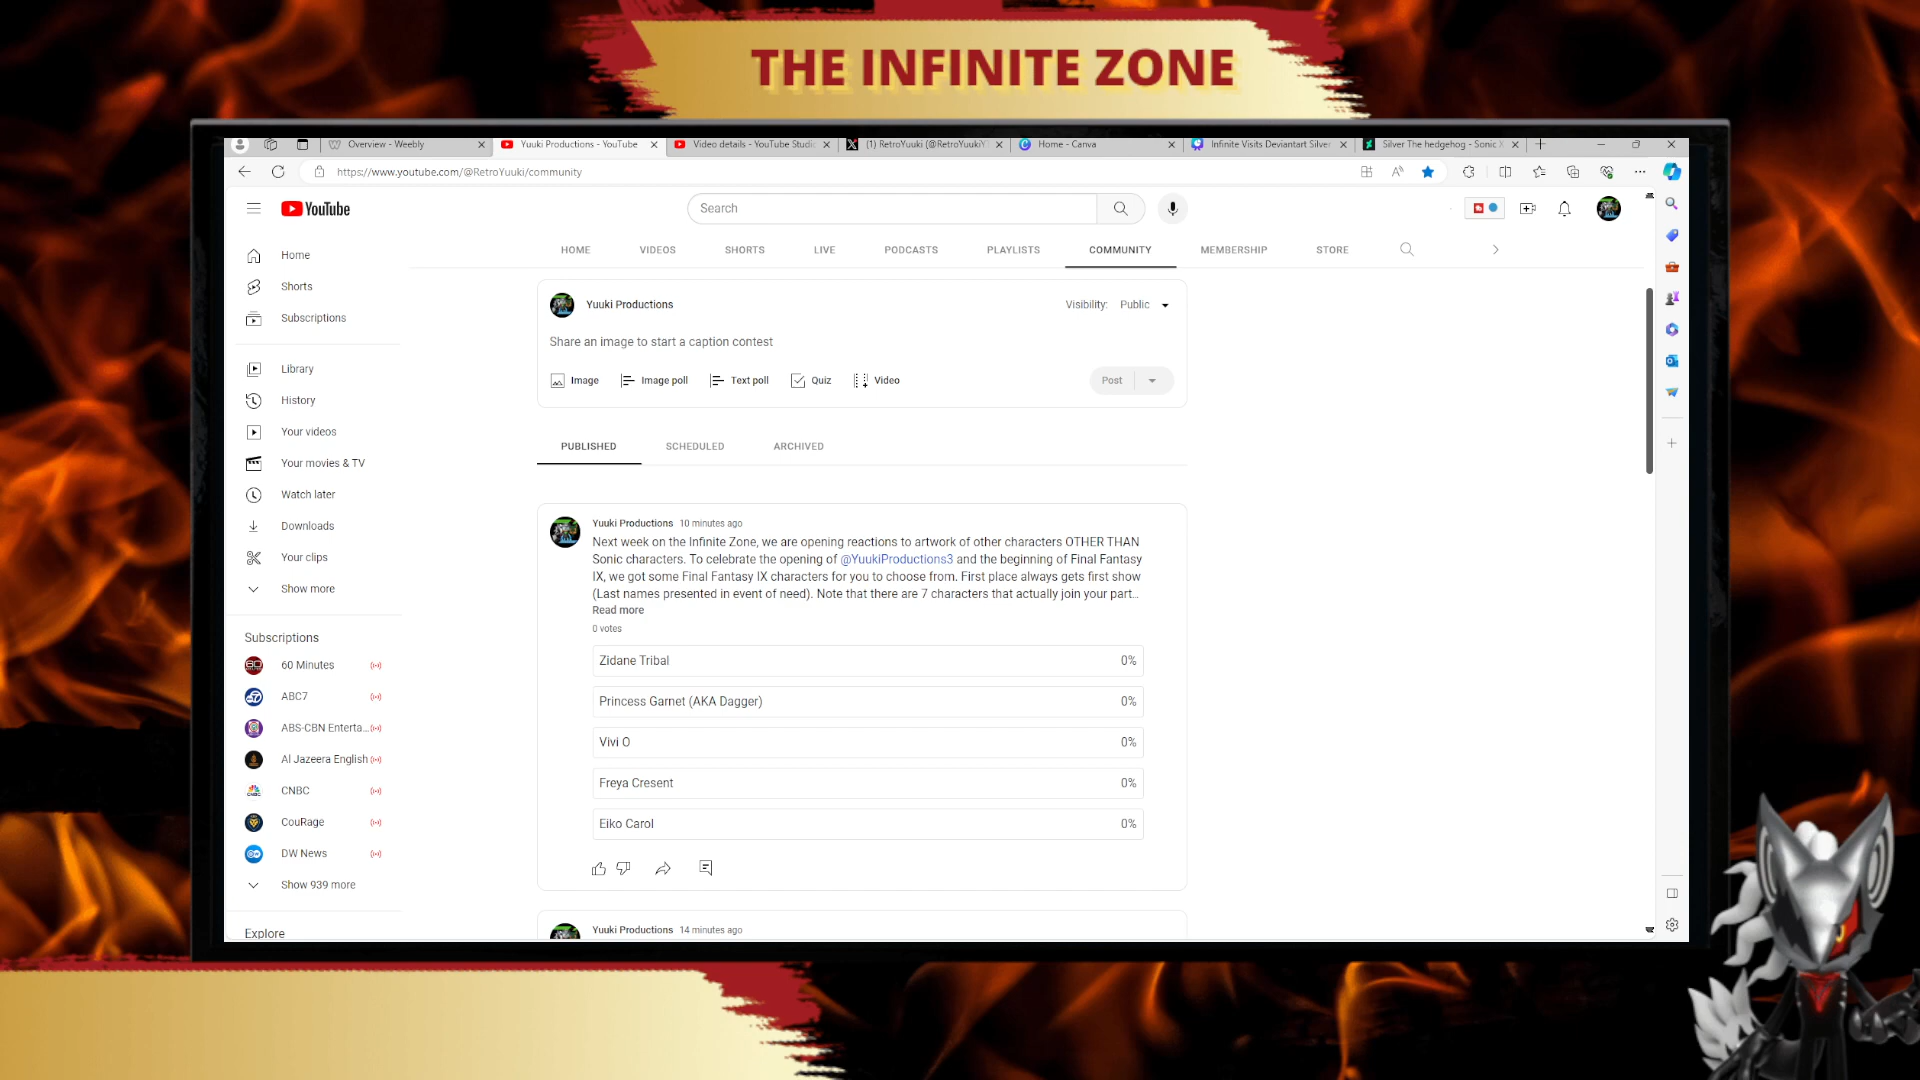 THE INFINITE ZONE
Overview - Weebly
Yuuki Productions - YouTube
Video details - YouTube Studio
(1) RetroYuuki (@RetroYuukiY
Home - Canva
Infinite Visits Deviantart Silver
Silver The hedgehog - Sonic X
https://www.youtube.com/@RetroYuuki/community
YouTube
Search
HOME
VIDEOS
SHORTS
LIVE
PODCASTS
PLAYLISTS
COMMUNITY
MEMBERSHIP
STORE
Home
Shorts
Subscriptions
Library
History
Your videos
Your movies & TV
Watch later
Downloads
Your clips
Show more
Subscriptions
60 Minutes
ABC7
ABS-CBN Enterta...
Al Jazeera English
CNBC
CouRage
DW News
Show 939 more
Explore
Yuuki Productions
Visibility: Public
Share an image to start a caption contest
Image
Image poll
Text poll
Quiz
Video
Post
PUBLISHED
SCHEDULED
ARCHIVED
Yuuki Productions 10 minutes ago
Next week on the Infinite Zone, we are opening reactions to artwork of other characters OTHER THAN
Sonic characters. To celebrate the opening of @YuukiProductions3 and the beginning of Final Fantasy
IX, we got some Final Fantasy IX characters for you to choose from. First place always gets first show
(Last names presented in event of need). Note that there are 7 characters that actually join your part...
Read more
0 votes
Zidane Tribal 0%
Princess Garnet (AKA Dagger) 0%
Vivi O 0%
Freya Cresent 0%
Eiko Carol 0%
Yuuki Productions 14 minutes ago